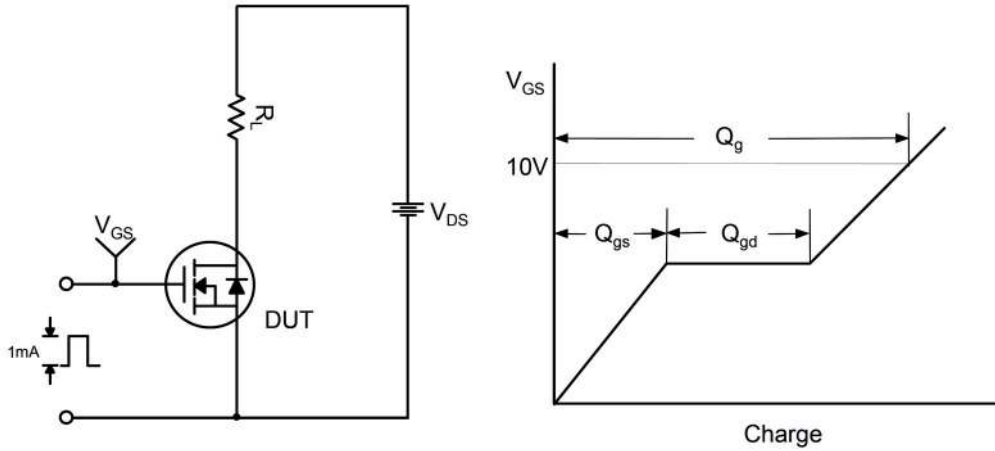 R_L
V_GS
V_DS
DUT
1mA
V_GS
Q_g
10V
Q_gs
Q_gd
Charge